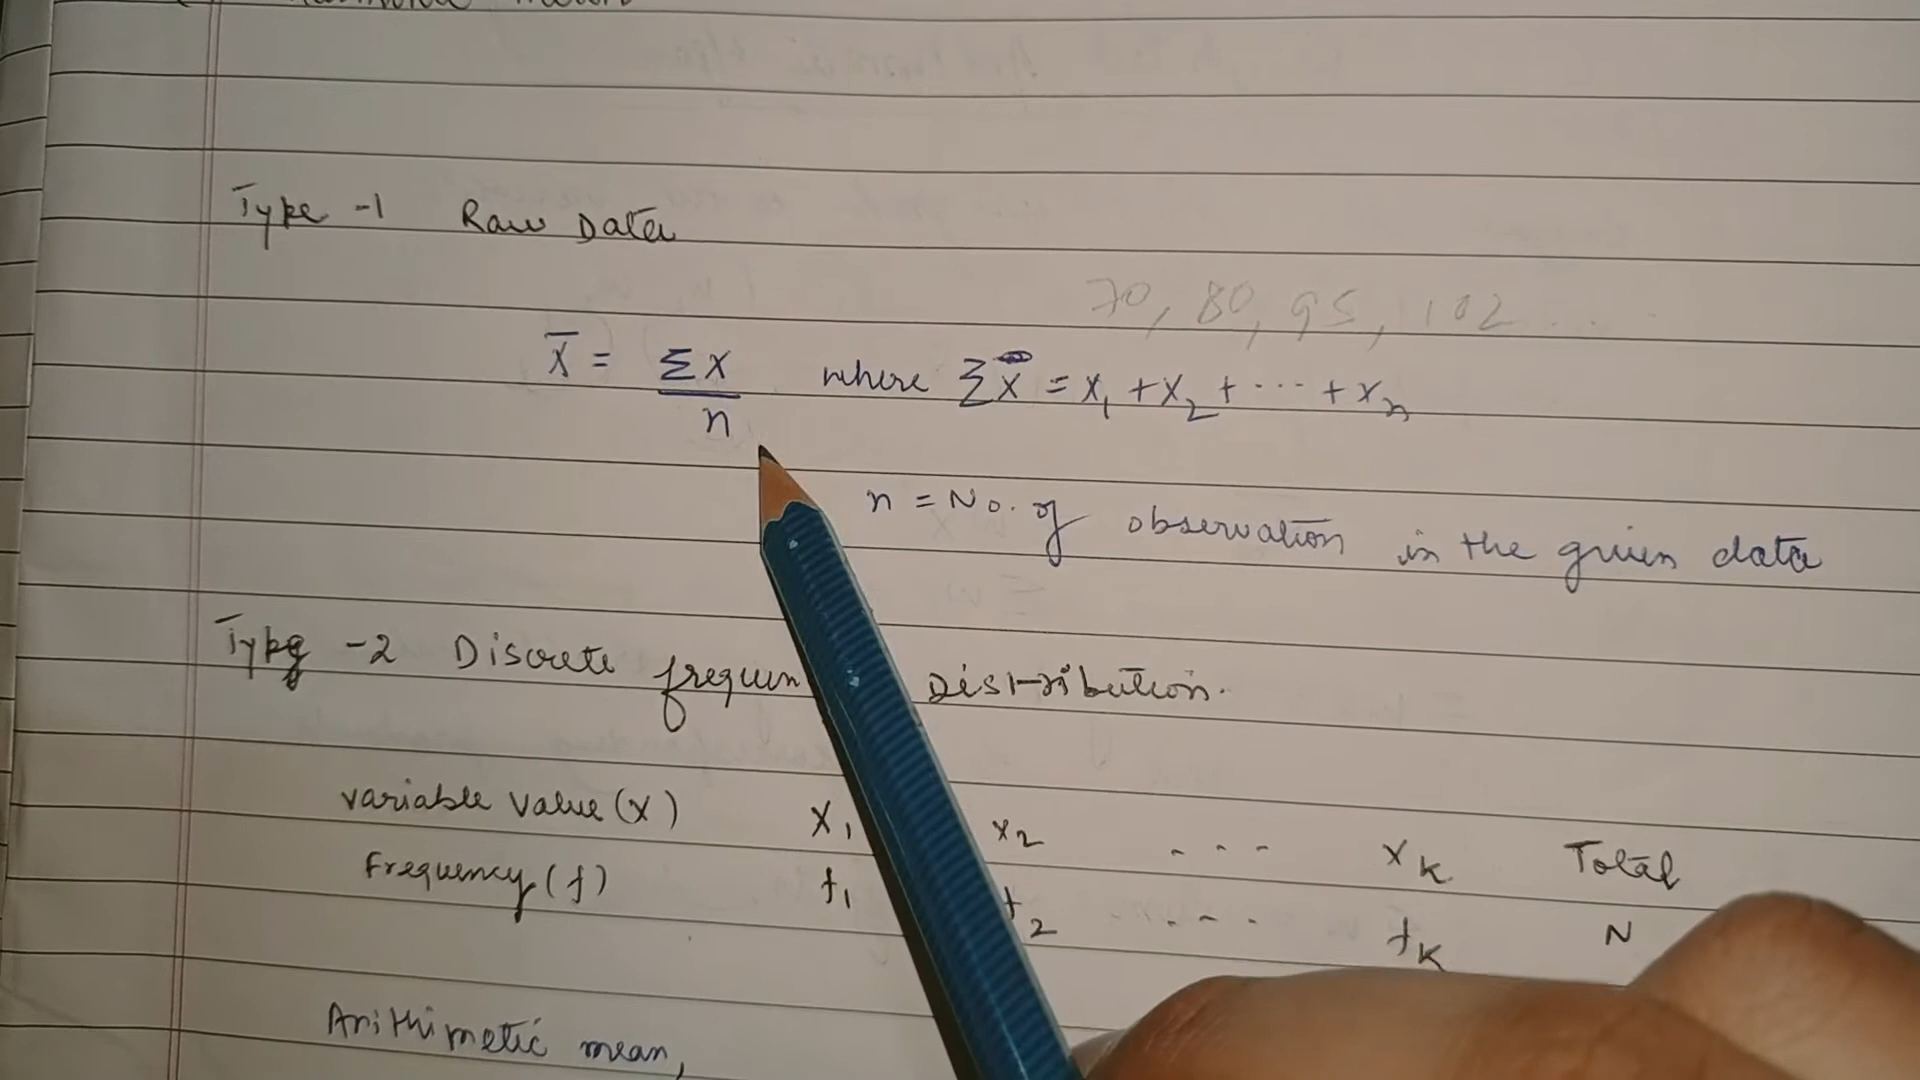 Type -1 Raw Data
70, 80, 95, 102 ...
X̄ = ΣX / n where ΣX = X₁ + X₂ + ... + Xₙ
n = No. of observation in the given data
Type -2 Discrete frequen Distribution.
Variable Value (X) X₁ X₂ - - - Xₖ Total
Frequency (f) f₁ f₂ - - - fₖ N
Arithimetic mean,